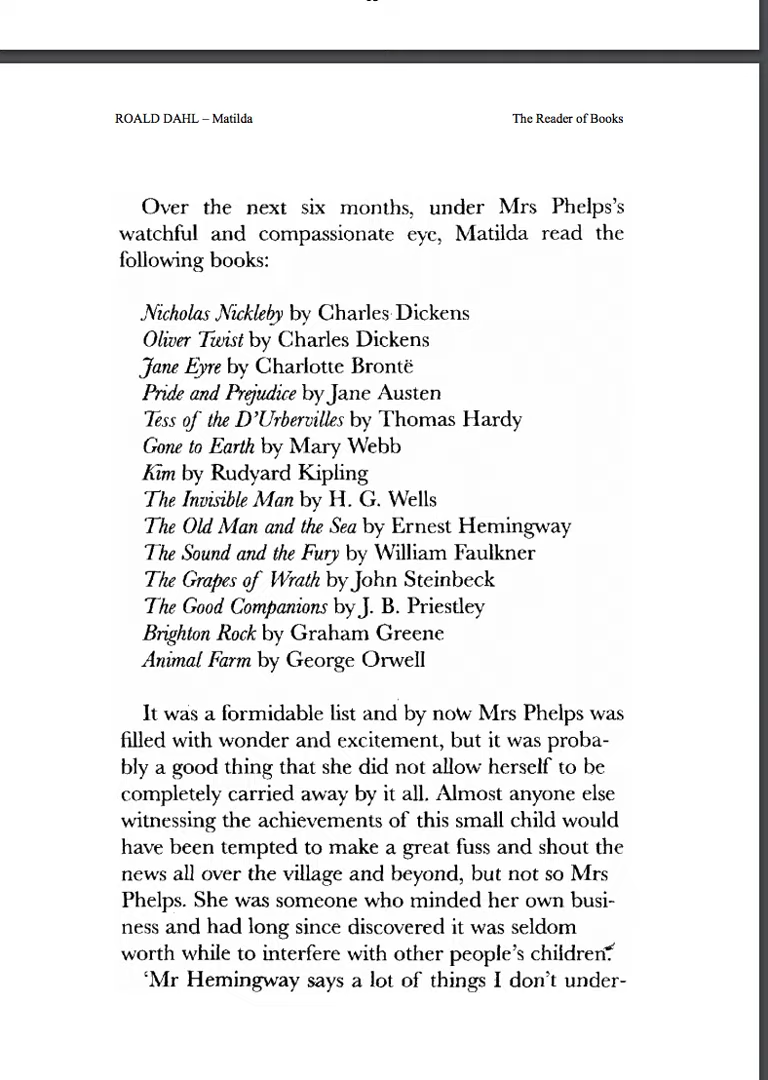 ROALD DAHL – Matilda The Reader of Books
Over the next six months, under Mrs Phelps's
watchful and compassionate eye, Matilda read the
following books:
Nicholas Nickleby by Charles Dickens
Oliver Twist by Charles Dickens
Jane Eyre by Charlotte Brontë
Pride and Prejudice by Jane Austen
Tess of the D'Urbervilles by Thomas Hardy
Gone to Earth by Mary Webb
Kim by Rudyard Kipling
The Invisible Man by H. G. Wells
The Old Man and the Sea by Ernest Hemingway
The Sound and the Fury by William Faulkner
The Grapes of Wrath by John Steinbeck
The Good Companions by J. B. Priestley
Brighton Rock by Graham Greene
Animal Farm by George Orwell
It was a formidable list and by now Mrs Phelps was
filled with wonder and excitement, but it was proba-
bly a good thing that she did not allow herself to be
completely carried away by it all. Almost anyone else
witnessing the achievements of this small child would
have been tempted to make a great fuss and shout the
news all over the village and beyond, but not so Mrs
Phelps. She was someone who minded her own busi-
ness and had long since discovered it was seldom
worth while to interfere with other people's children.
'Mr Hemingway says a lot of things I don't under-